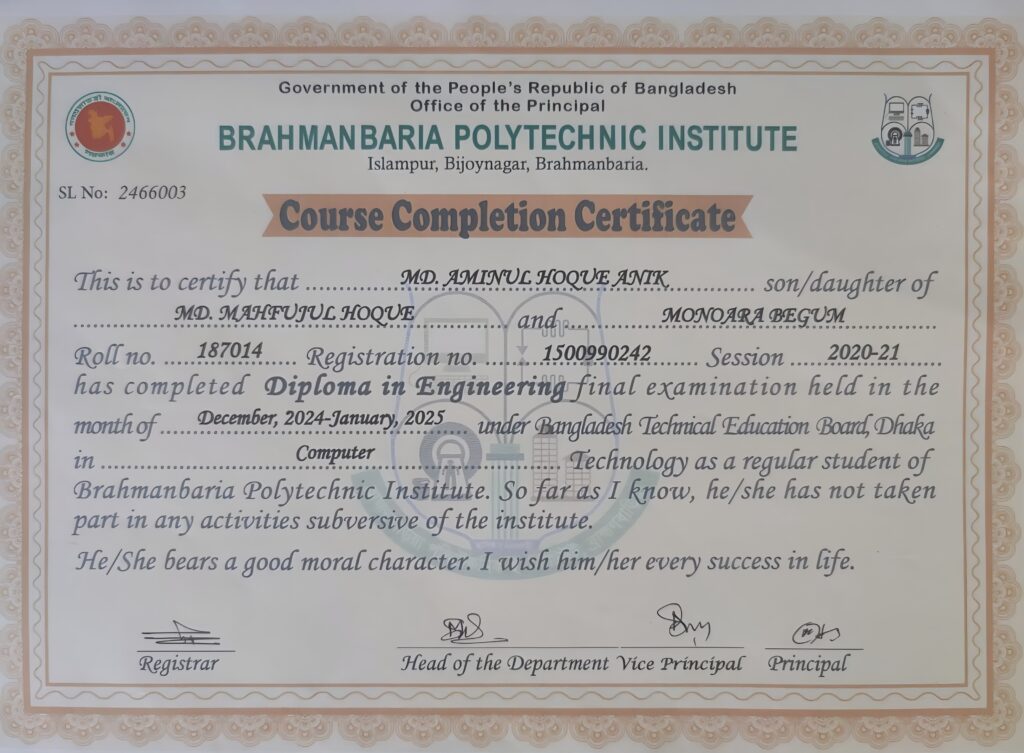 Government of the People's Republic of Bangladesh
Office of the Principal
BRAHMANBARIA POLYTECHNIC INSTITUTE
Islampur, Bijoynagar, Brahmanbaria.
SL No: 2466003
Course Completion Certificate
This is to certify that MD. AMINUL HOQUE ANIK son/daughter of
MD. MAHFUJUL HOQUE and MONOARA BEGUM
Roll no. 187014 Registration no. 1500990242 Session 2020-21
has completed Diploma in Engineering final examination held in the
month of December, 2024-January, 2025 under Bangladesh Technical Education Board, Dhaka
in Computer Technology as a regular student of
Brahmanbaria Polytechnic Institute. So far as I know, he/she has not taken
part in any activities subversive of the institute.
He/She bears a good moral character. I wish him/her every success in life.
Registrar Head of the Department Vice Principal Principal